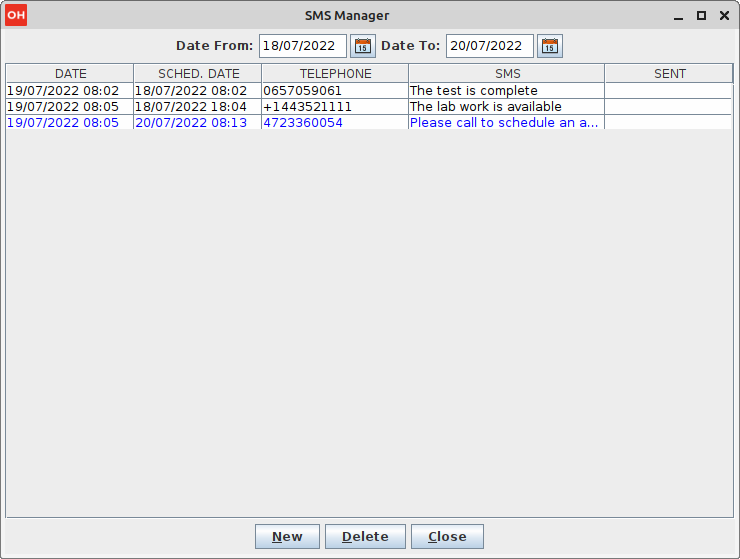 OH SMS Manager
Date From: 18/07/2022 15 Date To: 20/07/2022 15
DATE SCHED. DATE TELEPHONE SMS SENT
19/07/2022 08:02 18/07/2022 08:02 0657059061 The test is complete
19/07/2022 08:05 18/07/2022 18:04 +1443521111 The lab work is available
19/07/2022 08:05 20/07/2022 08:13 4723360054 Please call to schedule an a...
New Delete Close